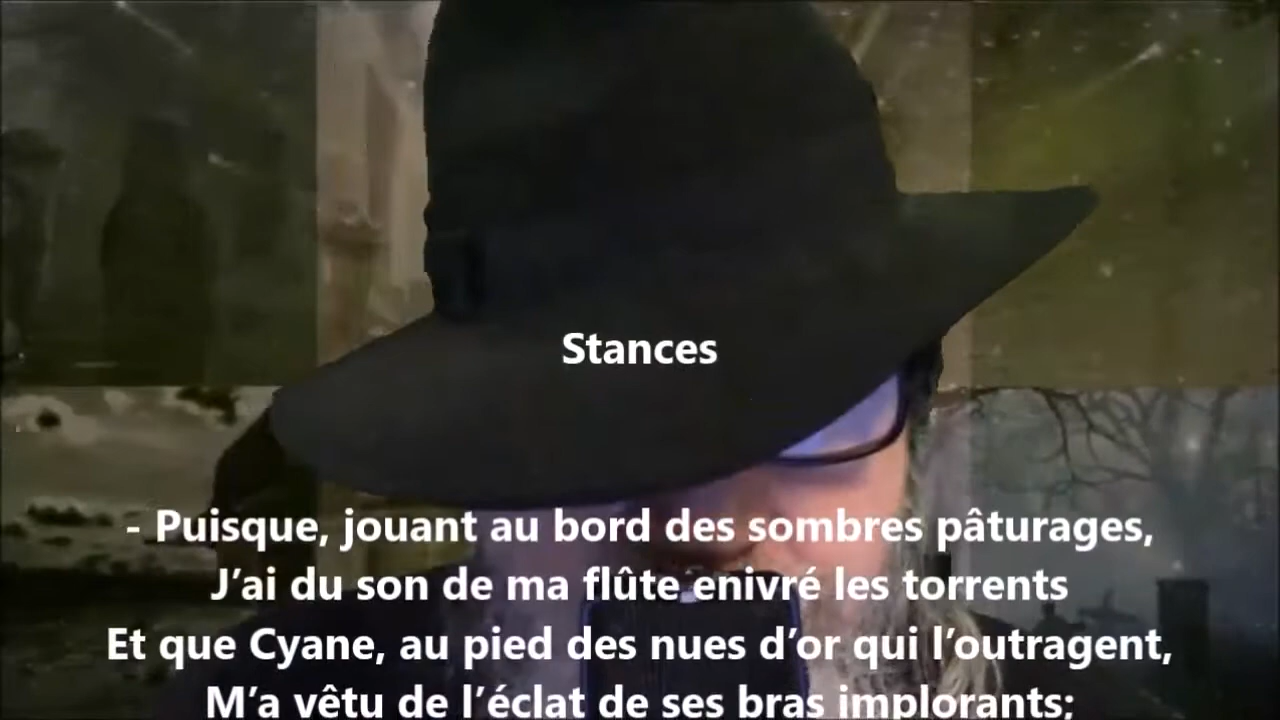 Stances
- Puisque, jouant au bord des sombres pâturages,
J’ai du son de ma flûte enivré les torrents
Et que Cyane, au pied des nues d’or qui l’outragent,
M’a vêtu de l’éclat de ses bras implorants;